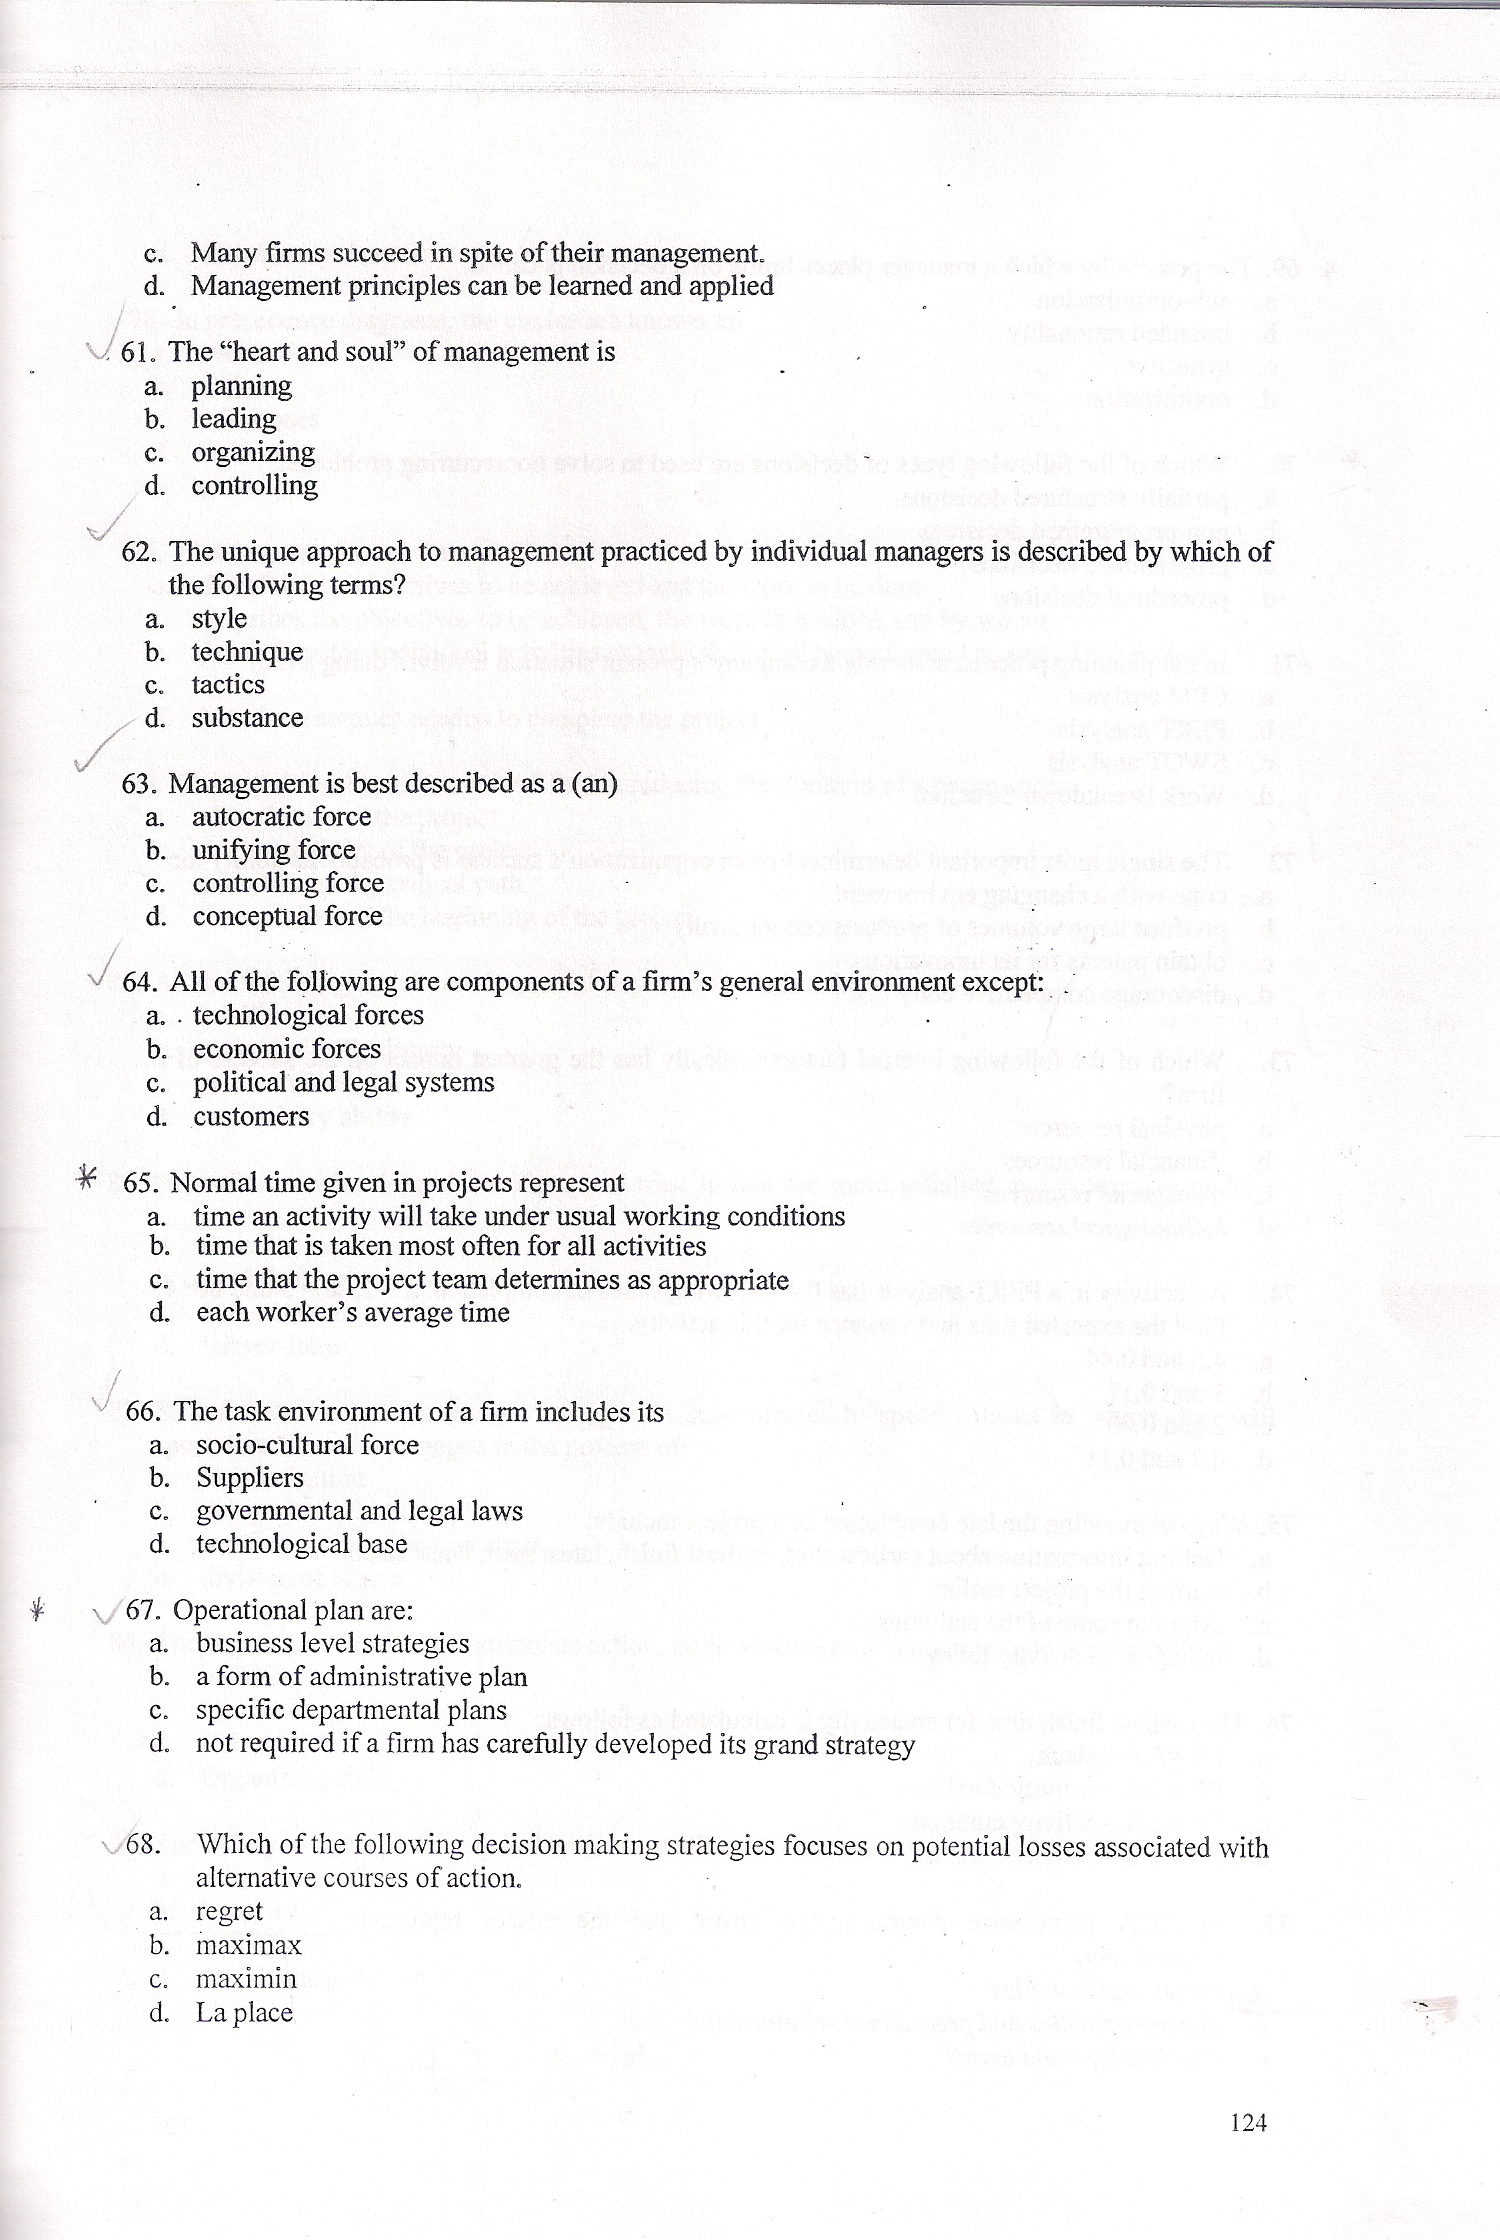 c. Many firms succeed in spite of their management.
d. Management principles can be learned and applied
61. The “heart and soul” of management is
a. planning
b. leading
c. organizing
d. controlling
62. The unique approach to management practiced by individual managers is described by which of
the following terms?
a. style
b. technique
c. tactics
d. substance
63. Management is best described as a (an)
a. autocratic force
b. unifying force
c. controlling force
d. conceptual force
64. All of the following are components of a firm’s general environment except:
a. technological forces
b. economic forces
c. political and legal systems
d. customers
* 65. Normal time given in projects represent
a. time an activity will take under usual working conditions
b. time that is taken most often for all activities
c. time that the project team determines as appropriate
d. each worker’s average time
66. The task environment of a firm includes its
a. socio-cultural force
b. Suppliers
c. governmental and legal laws
d. technological base
* 67. Operational plan are:
a. business level strategies
b. a form of administrative plan
c. specific departmental plans
d. not required if a firm has carefully developed its grand strategy
68. Which of the following decision making strategies focuses on potential losses associated with
alternative courses of action.
a. regret
b. maximax
c. maximin
d. La place
124